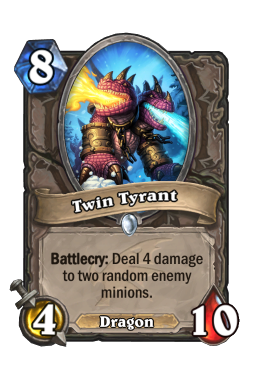 8
Twin Tyrant
Battlecry: Deal 4 damage
to two random enemy
minions.
4
Dragon
10